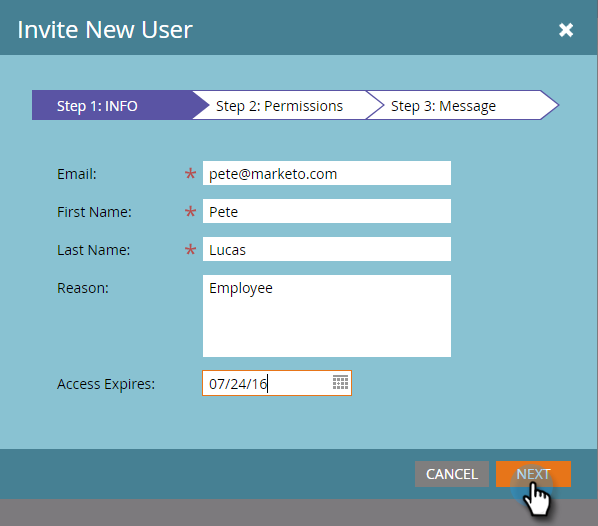 Invite New User
Step 1: INFO Step 2: Permissions Step 3: Message
Email: * pete@marketo.com
First Name: * Pete
Last Name: * Lucas
Reason: Employee
Access Expires: 07/24/16
CANCEL NEXT